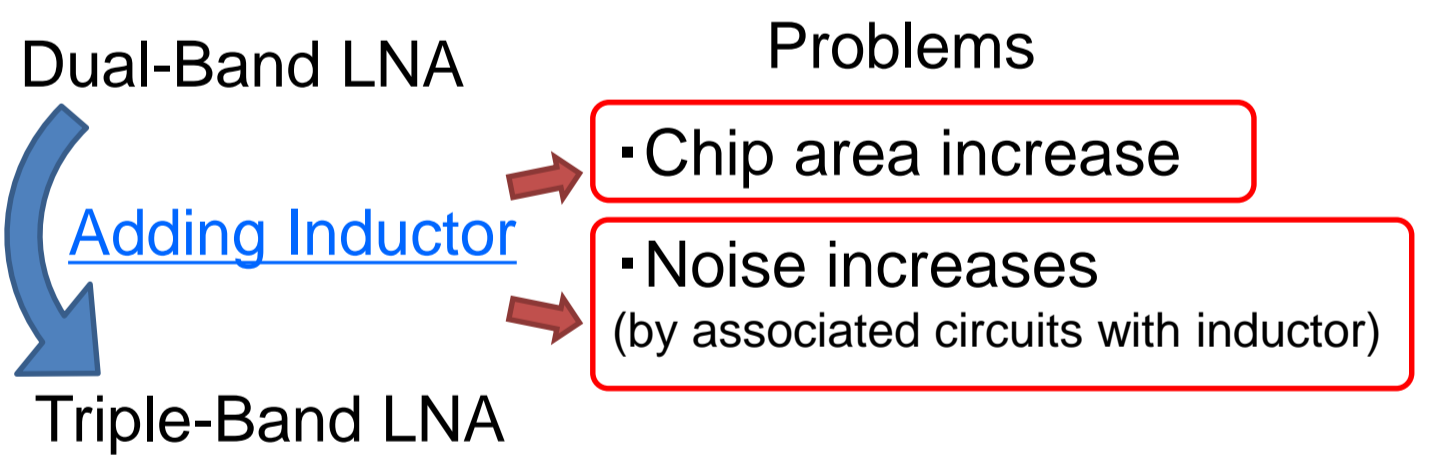 Dual-Band LNA
Problems
・Chip area increase
Adding Inductor
・Noise increases
(by associated circuits with inductor)
Triple-Band LNA